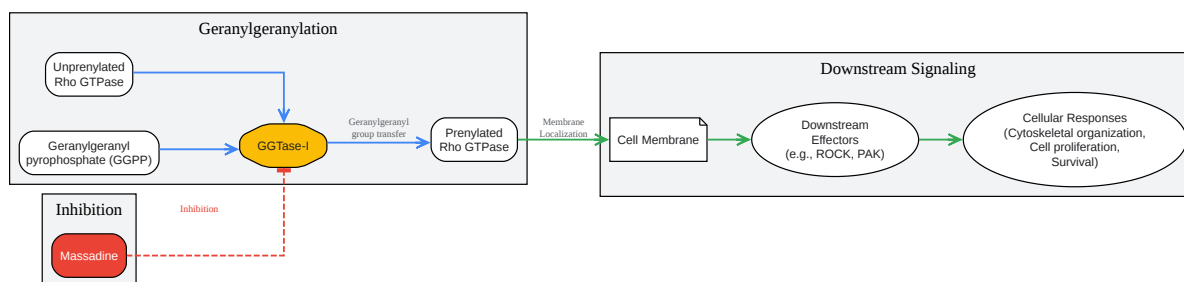 Geranylgeranylation
Unprenylated
Rho GTPase
Geranylgeranyl
pyrophosphate (GGPP)
GGTase-I
Geranylgeranyl
group transfer
Prenylated
Rho GTPase
Membrane
Localization
Downstream Signaling
Cell Membrane
Downstream
Effectors
(e.g., ROCK, PAK)
Cellular Responses
(Cytoskeletal organization,
Cell proliferation,
Survival)
Inhibition
Inhibition
Massadine